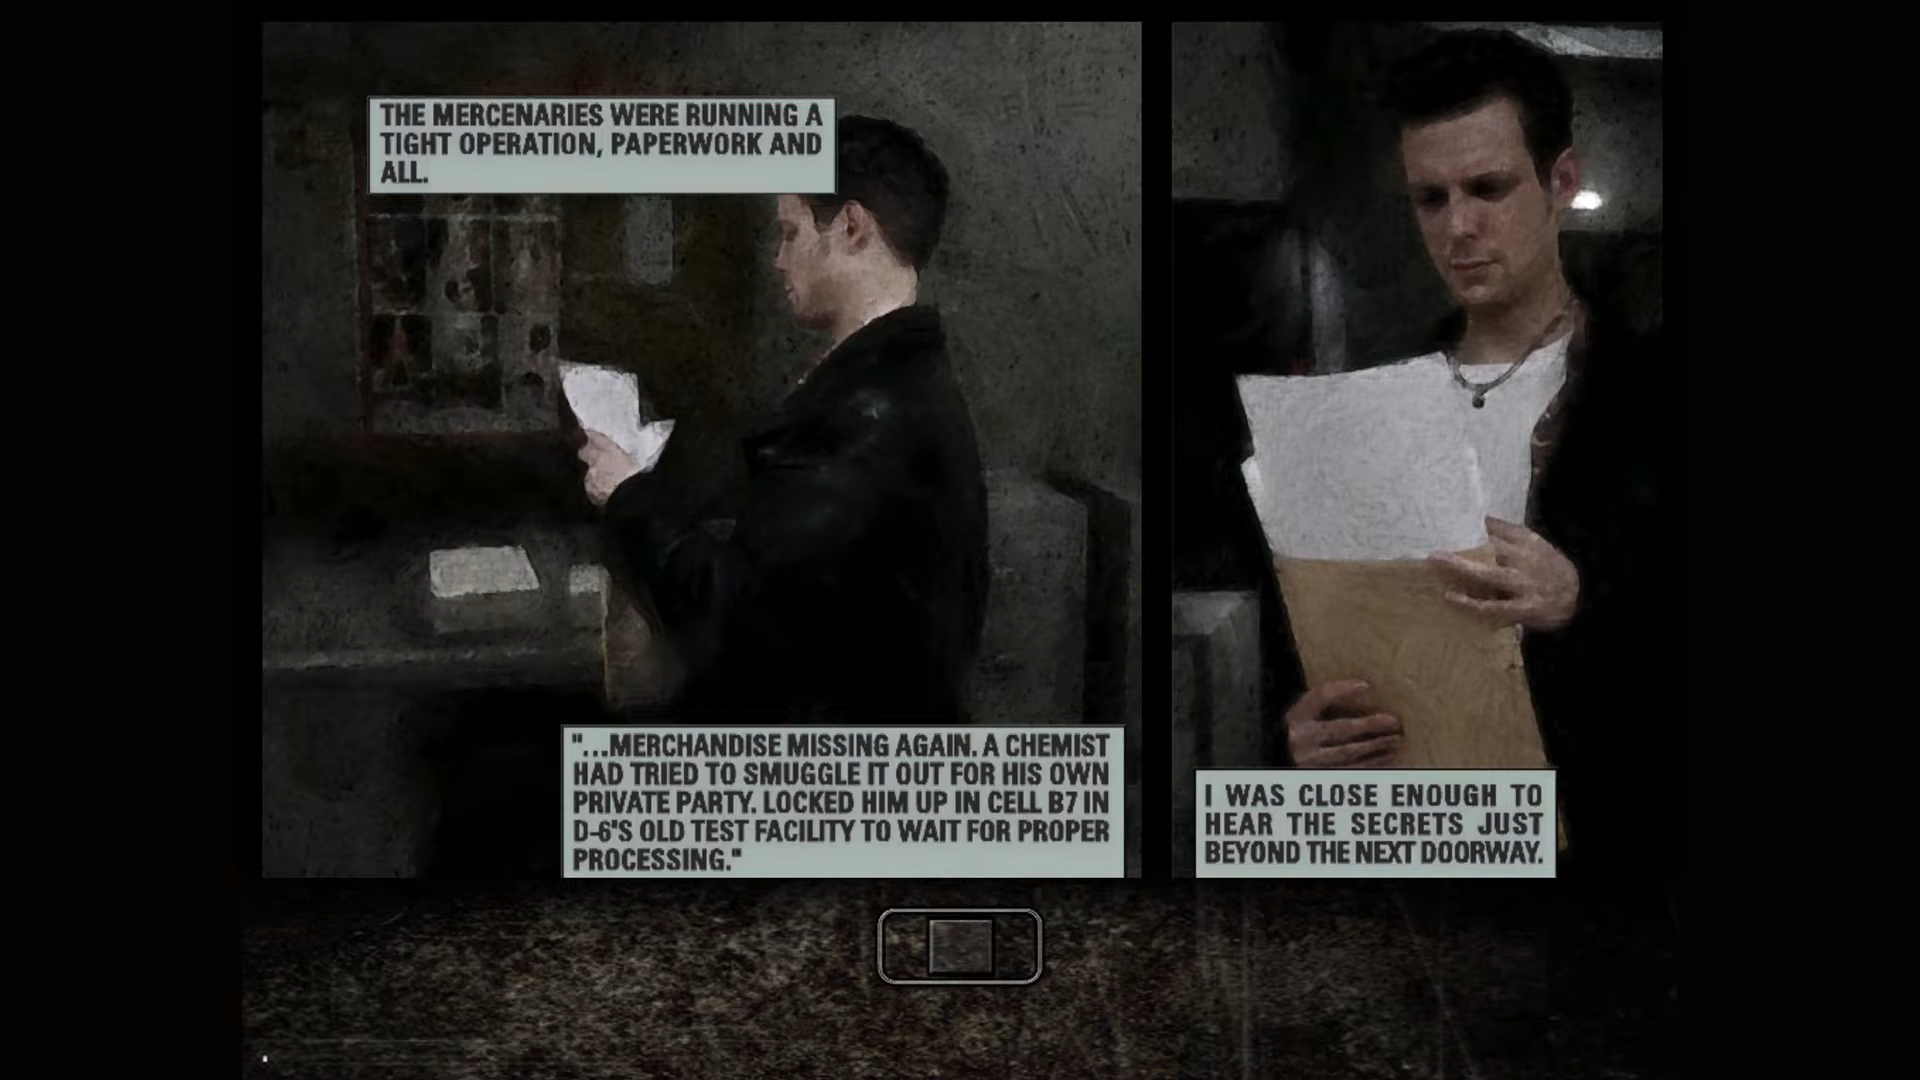 THE MERCENARIES WERE RUNNING A
TIGHT OPERATION, PAPERWORK AND
ALL.
"...MERCHANDISE MISSING AGAIN. A CHEMIST
HAD TRIED TO SMUGGLE IT OUT FOR HIS OWN
PRIVATE PARTY. LOCKED HIM UP IN CELL B7 IN
D-6'S OLD TEST FACILITY TO WAIT FOR PROPER
PROCESSING."
I WAS CLOSE ENOUGH TO
HEAR THE SECRETS JUST
BEYOND THE NEXT DOORWAY.